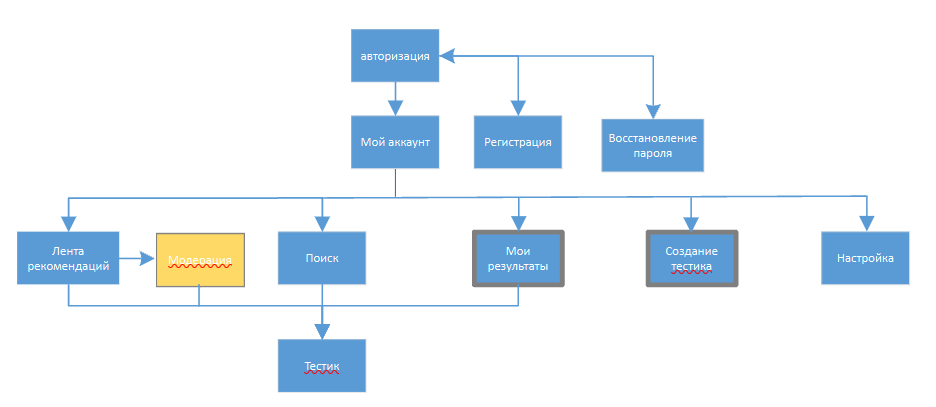 авторизация
Мой аккаунт
Регистрация
Восстановление
пароля
Лента
рекомендаций
Модерация
Поиск
Мои
результаты
Создание
тестика
Настройка
Тестик